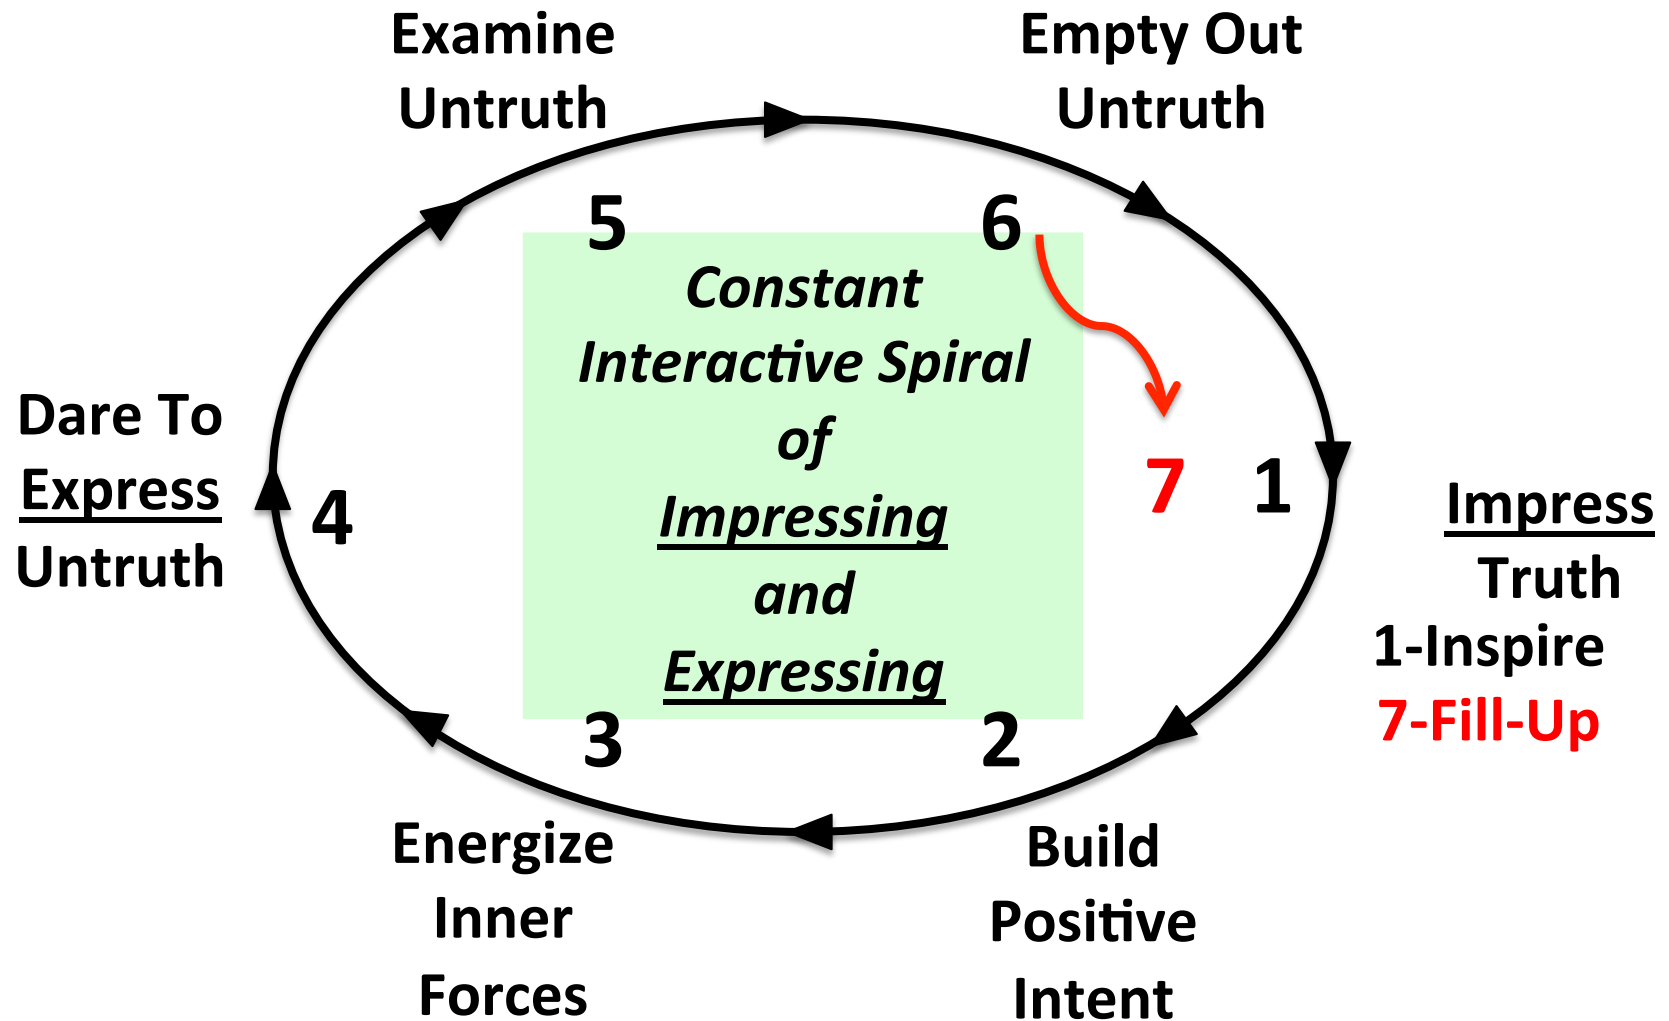 Examine
Untruth
Empty Out
Untruth
5
6
Constant
Interactive Spiral
of
Impressing
and
Expressing
7
1
Dare To
Express
Untruth
4
Impress
Truth
1-Inspire
7-Fill-Up
3
2
Energize
Inner
Forces
Build
Positive
Intent